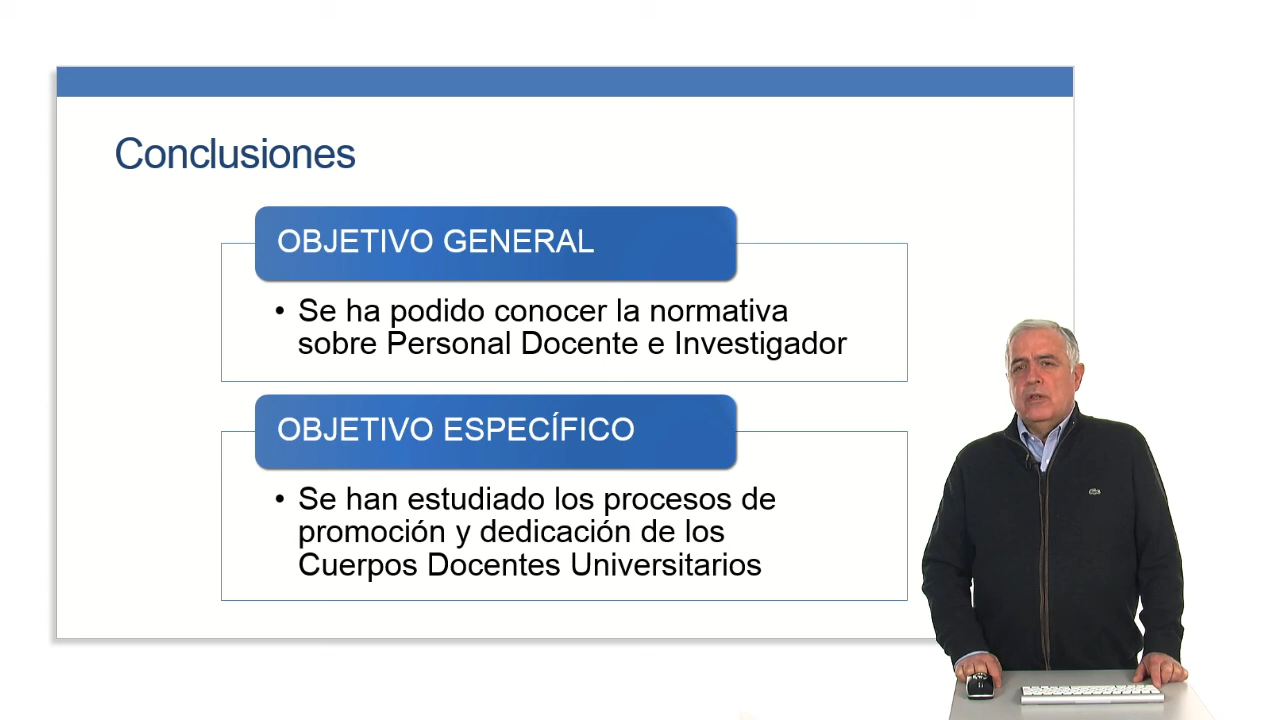 Conclusiones
OBJETIVO GENERAL
• Se ha podido conocer la normativa
sobre Personal Docente e Investigador
OBJETIVO ESPECÍFICO
• Se han estudiado los procesos de
promoción y dedicación de los
Cuerpos Docentes Universitarios